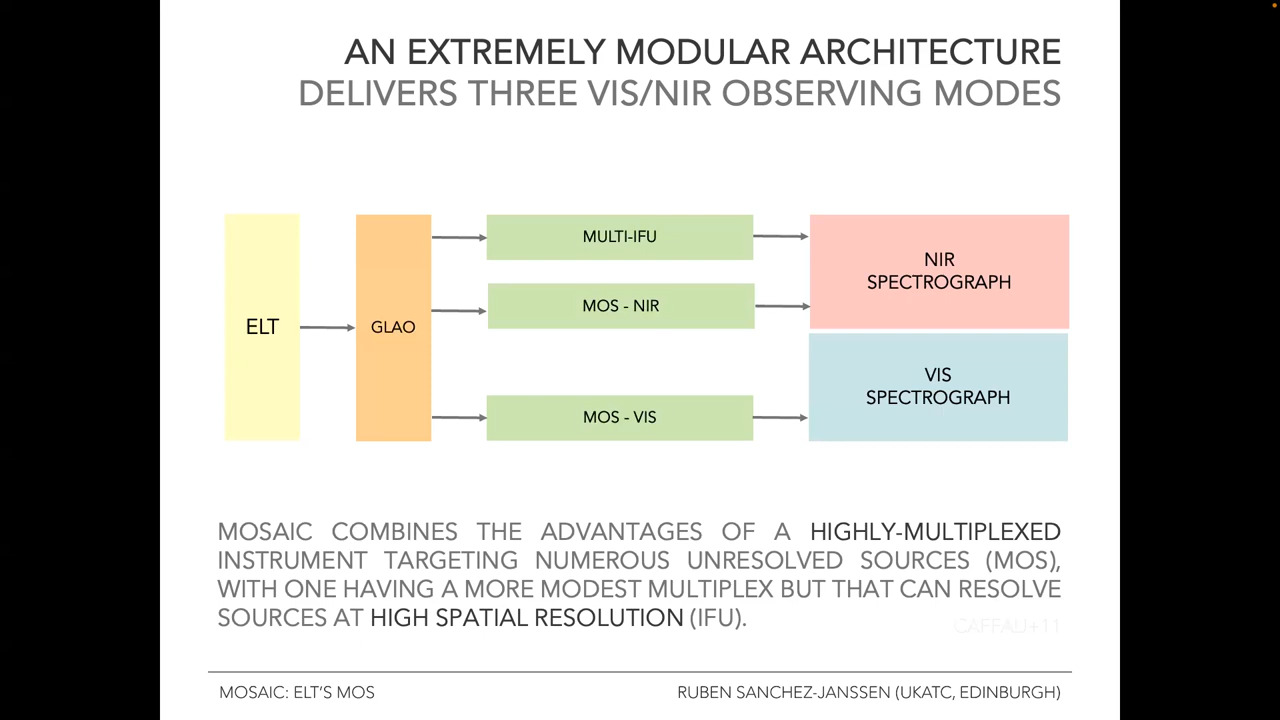 AN EXTREMELY MODULAR ARCHITECTURE
DELIVERS THREE VIS/NIR OBSERVING MODES
ELT
GLAO
MULTI-IFU
MOS - NIR
MOS - VIS
NIR
SPECTROGRAPH
VIS
SPECTROGRAPH
MOSAIC COMBINES THE ADVANTAGES OF A HIGHLY-MULTIPLEXED
INSTRUMENT TARGETING NUMEROUS UNRESOLVED SOURCES (MOS),
WITH ONE HAVING A MORE MODEST MULTIPLEX BUT THAT CAN RESOLVE
SOURCES AT HIGH SPATIAL RESOLUTION (IFU).
CAFFAU+11
MOSAIC: ELT'S MOS
RUBEN SANCHEZ-JANSSEN (UKATC, EDINBURGH)